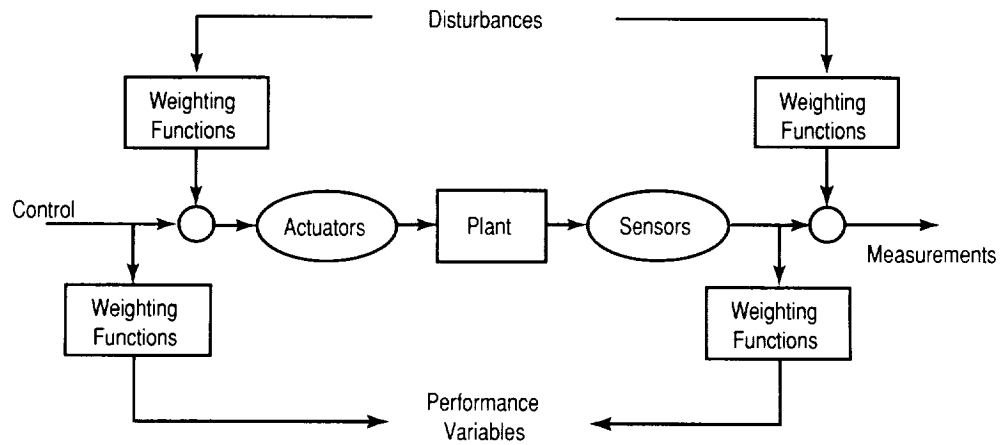 Disturbances
Weighting
Functions
Weighting
Functions
Control
Actuators
Plant
Sensors
Measurements
Weighting
Functions
Weighting
Functions
Performance
Variables